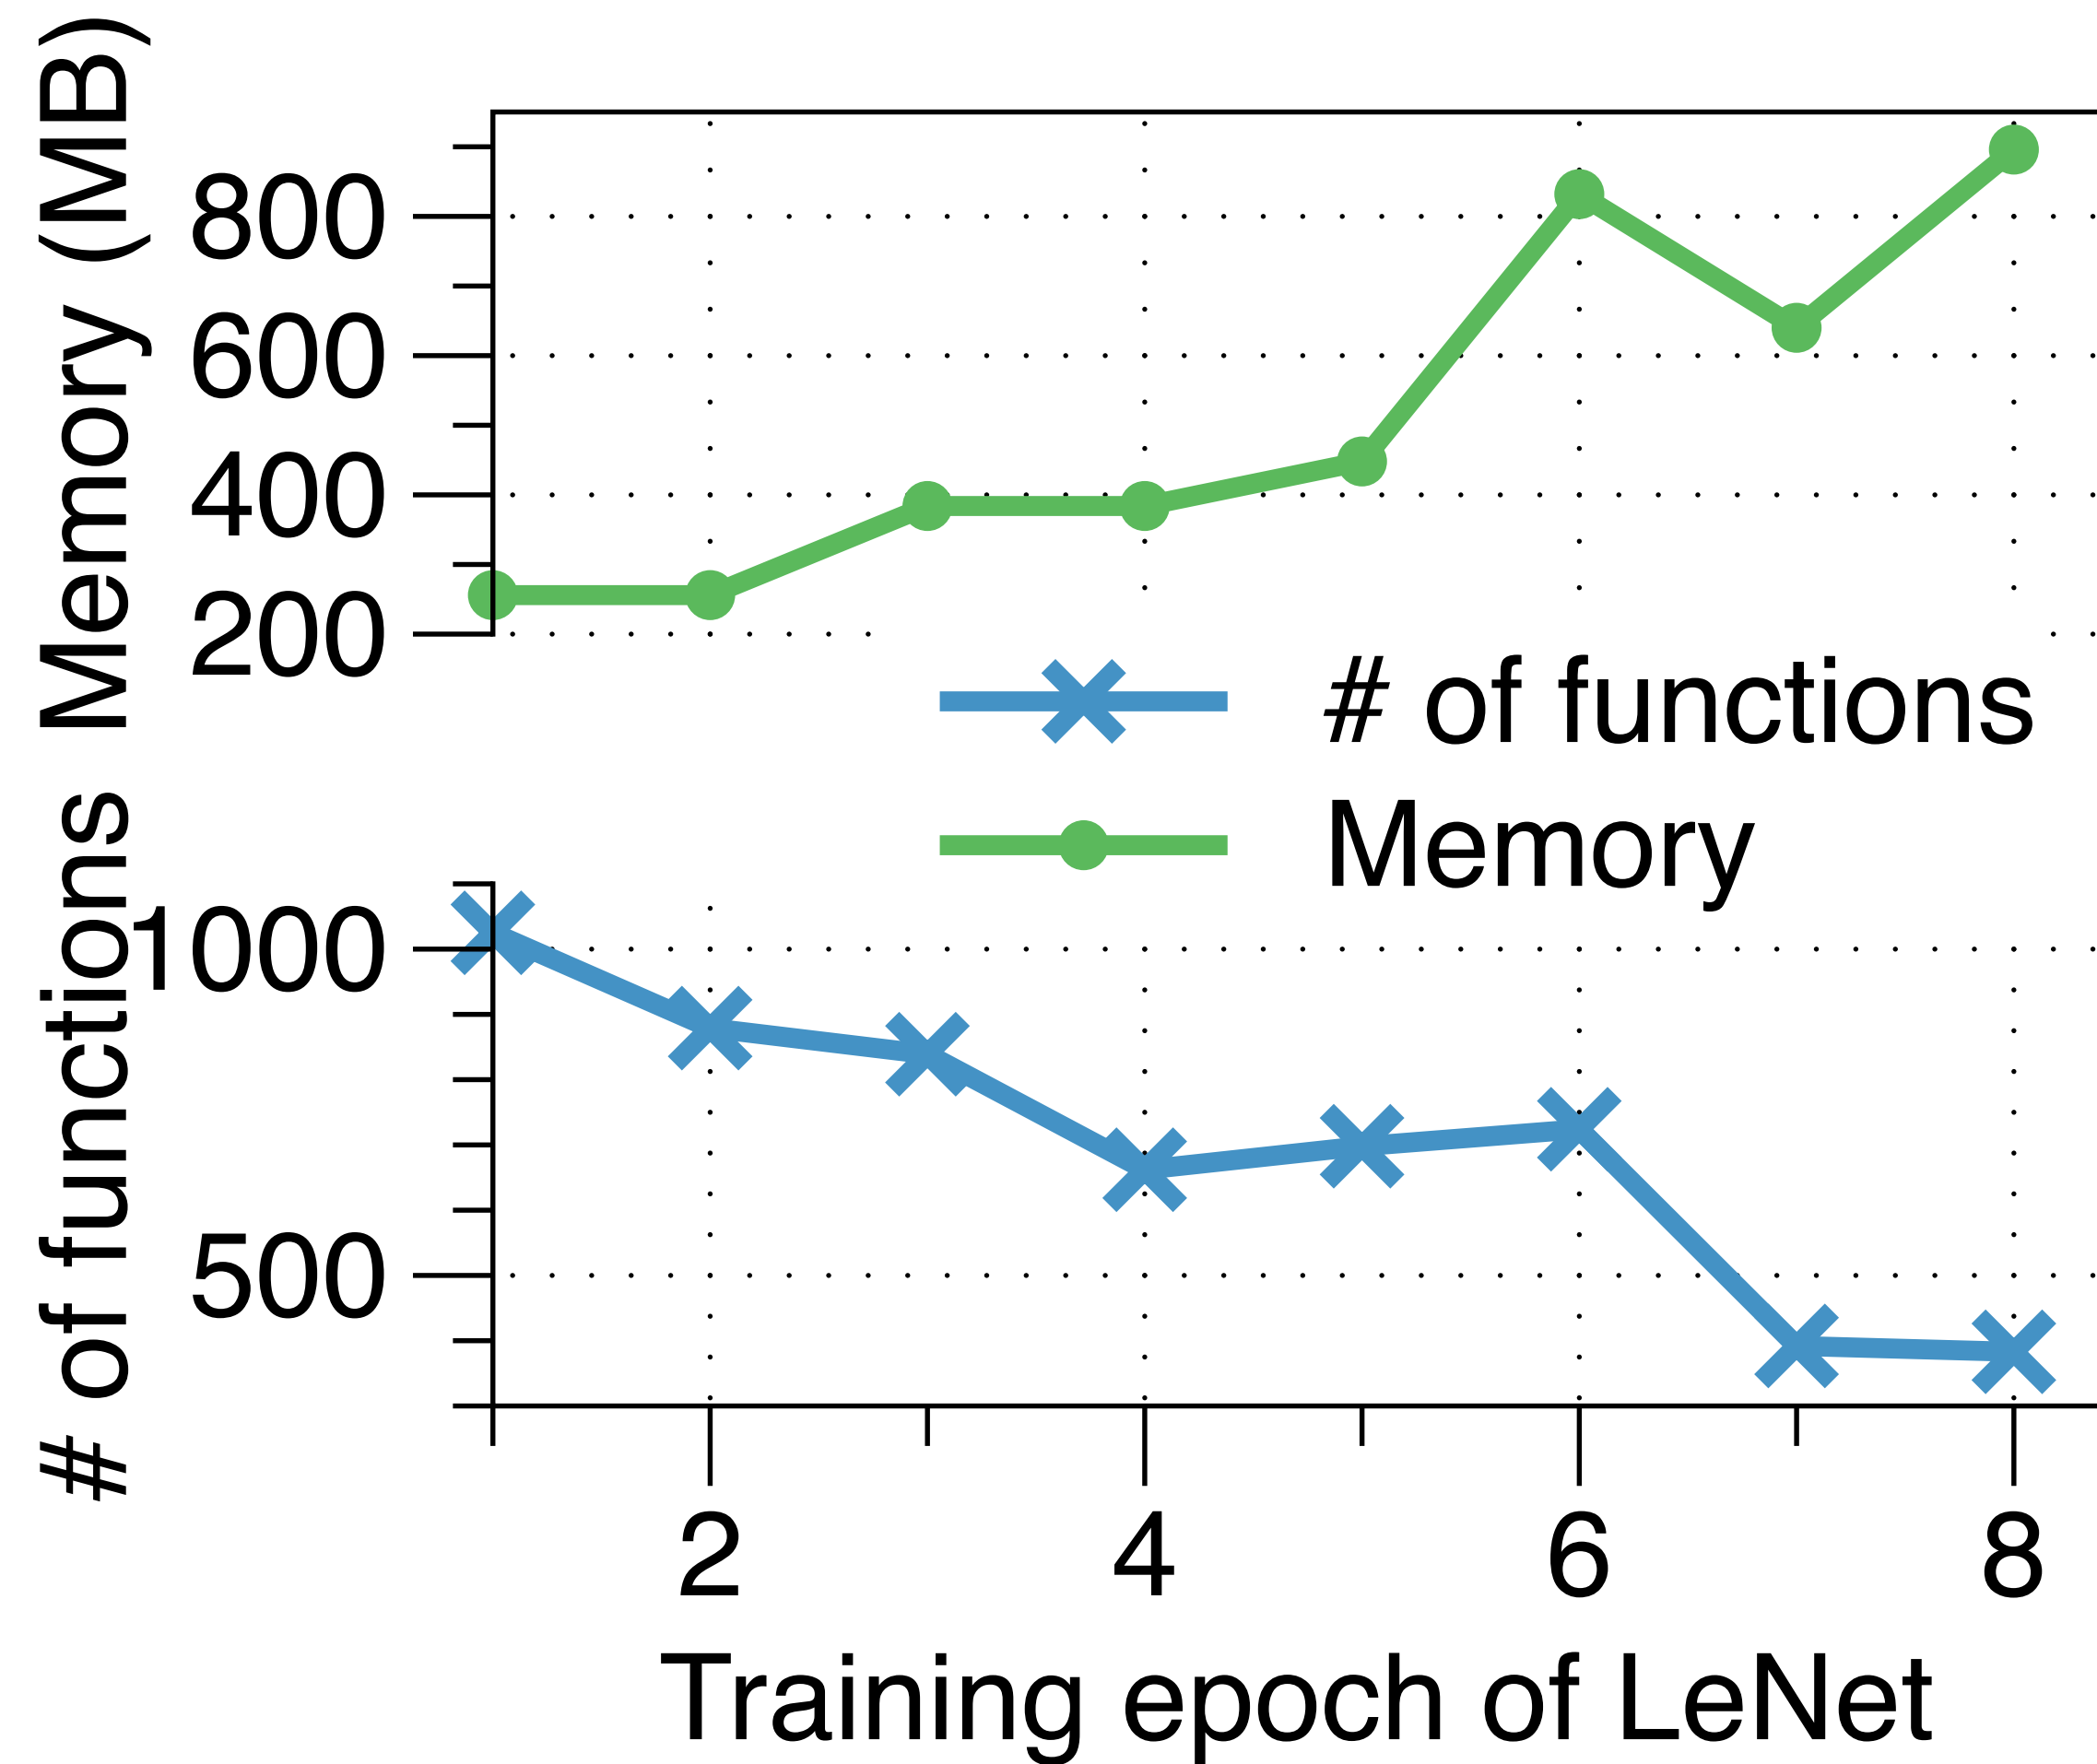 Memory (MB)
800
600
400
200
# of functions
Memory
# of functions
1000
500
2 4 6 8
Training epoch of LeNet